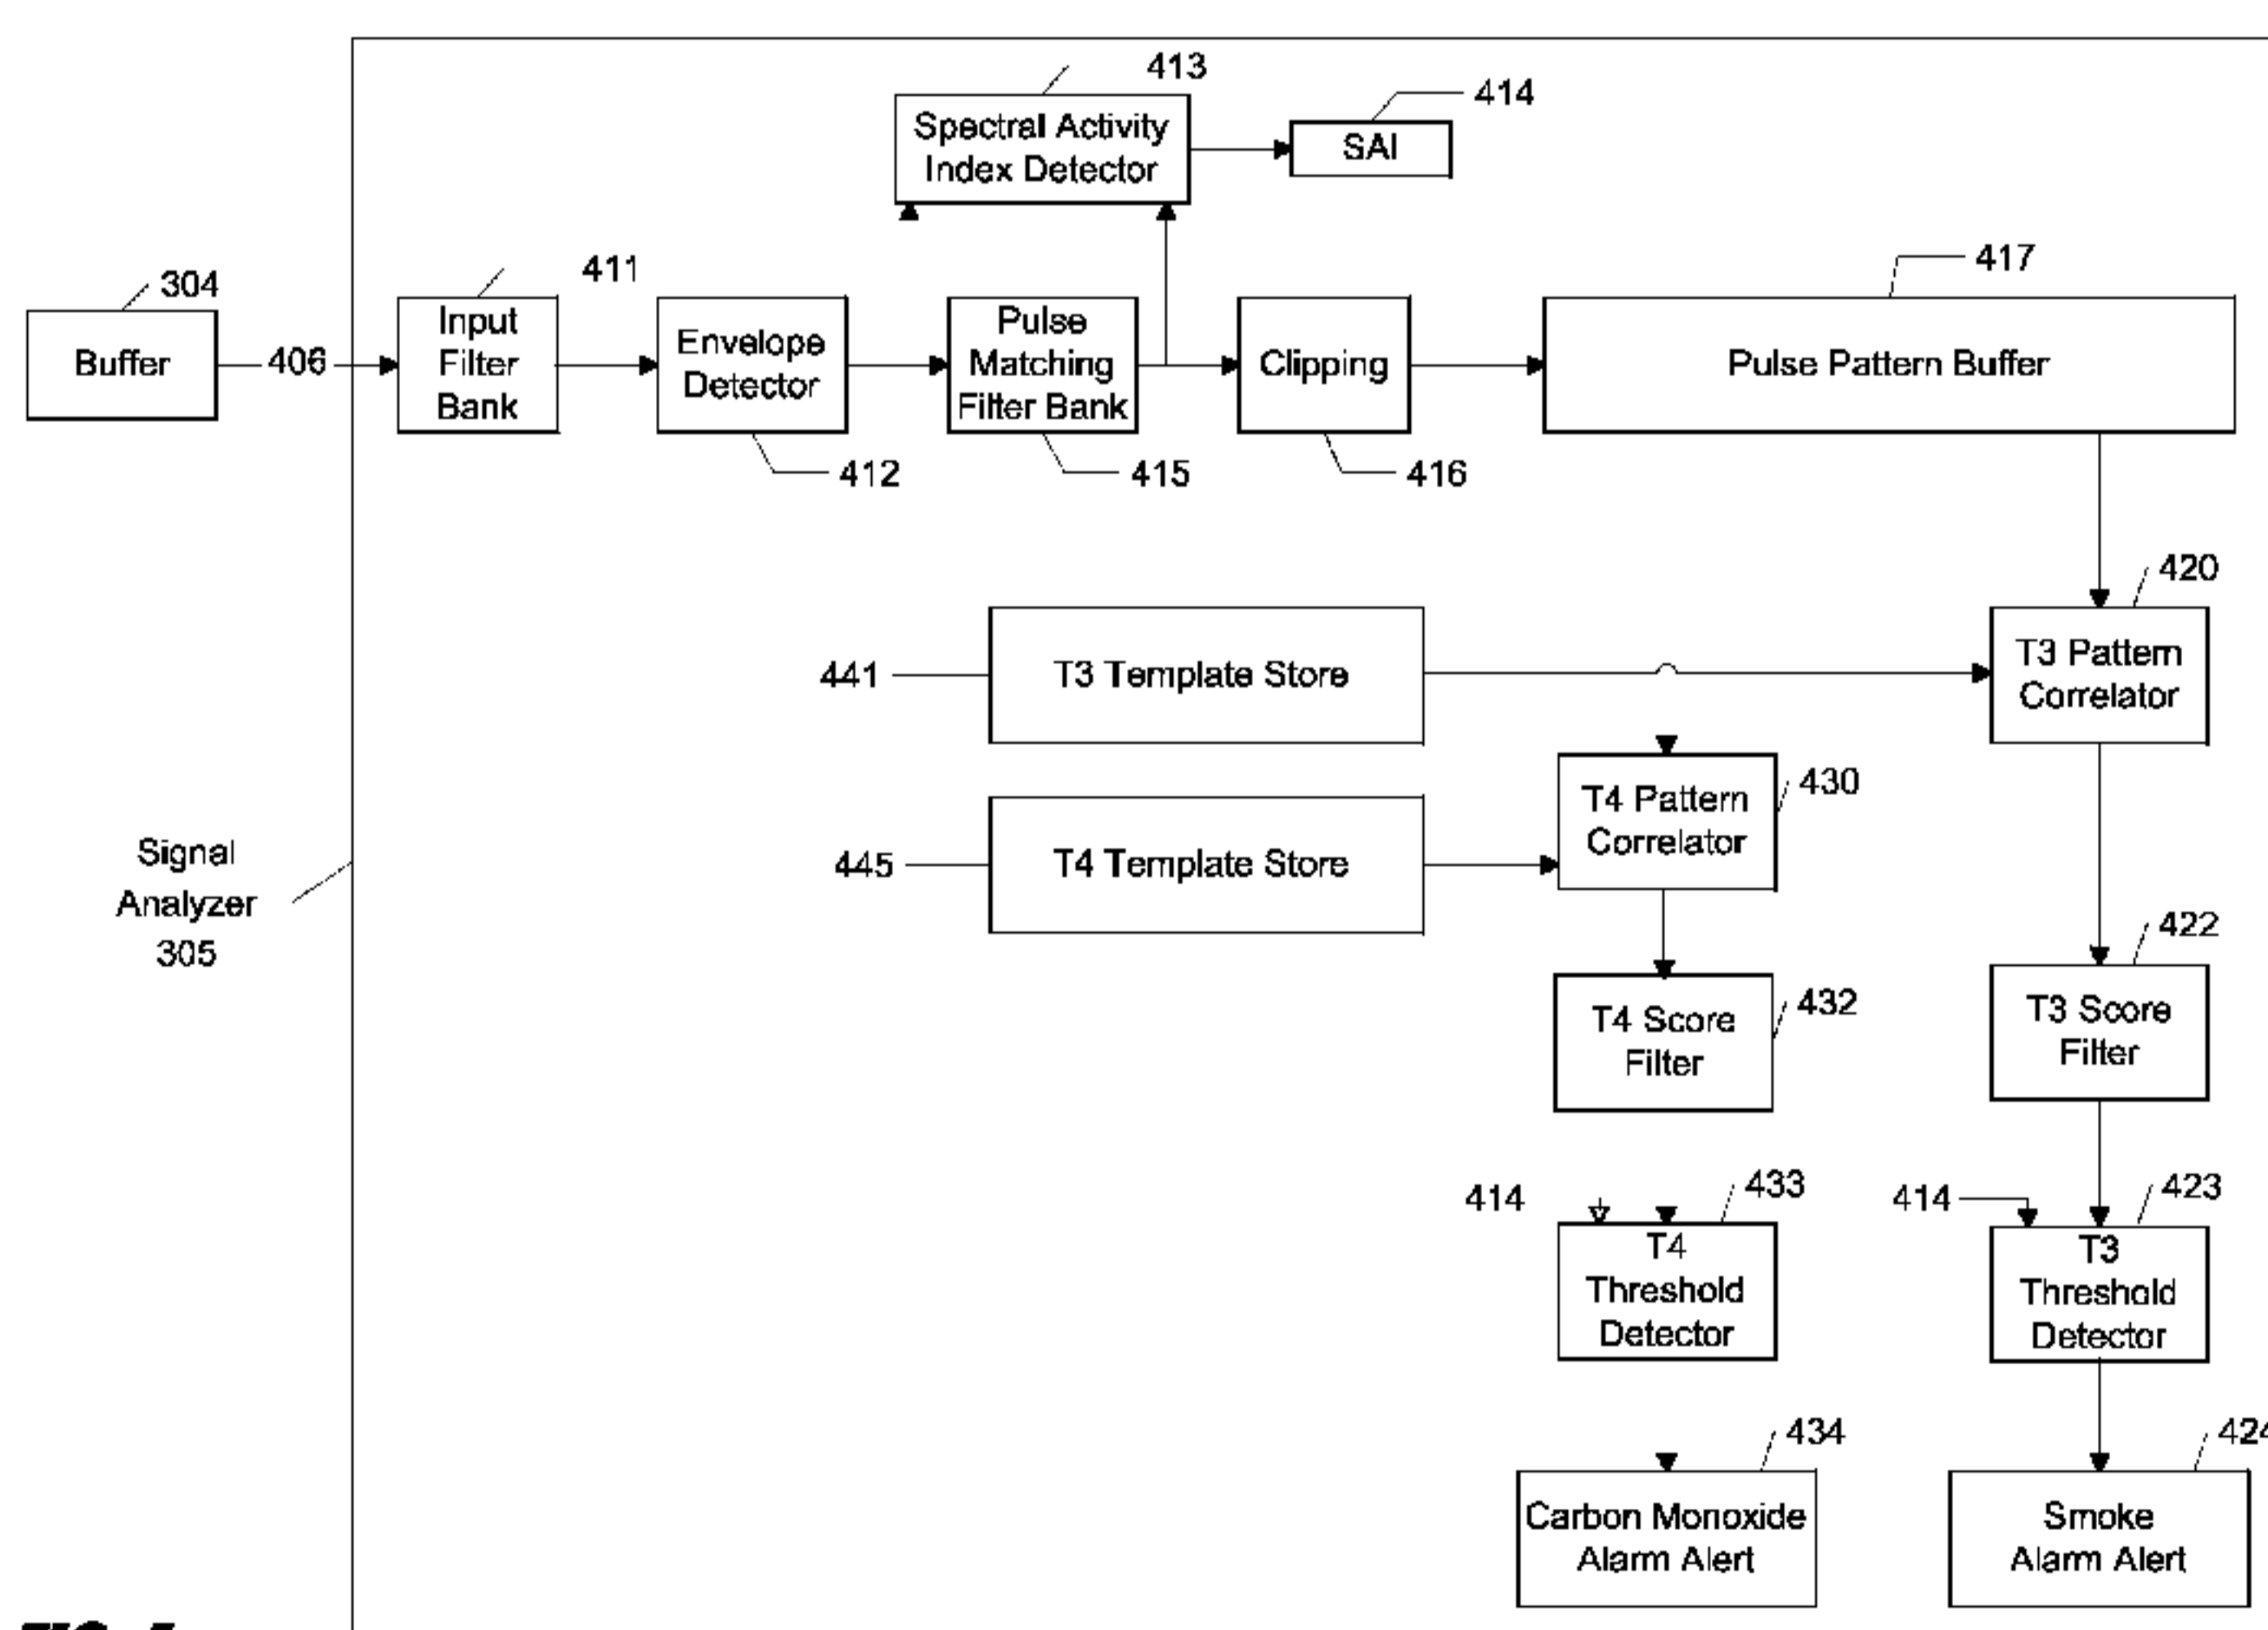 413
Spectral Activity
Index Detector
414
SAI
304
Buffer
406
411
Input
Filter
Bank
Envelope
Detector
412
Pulse
Matching
Filter Bank
415
Clipping
416
417
Pulse Pattern Buffer
420
T3 Pattern
Correlator
441
T3 Template Store
430
T4 Pattern
Correlator
445
T4 Template Store
Signal
Analyzer
305
422
T3 Score
Filter
432
T4 Score
Filter
414
433
T4
Threshold
Detector
414
423
T3
Threshold
Detector
434
Carbon Monoxide
Alarm Alert
424
Smoke
Alarm Alert